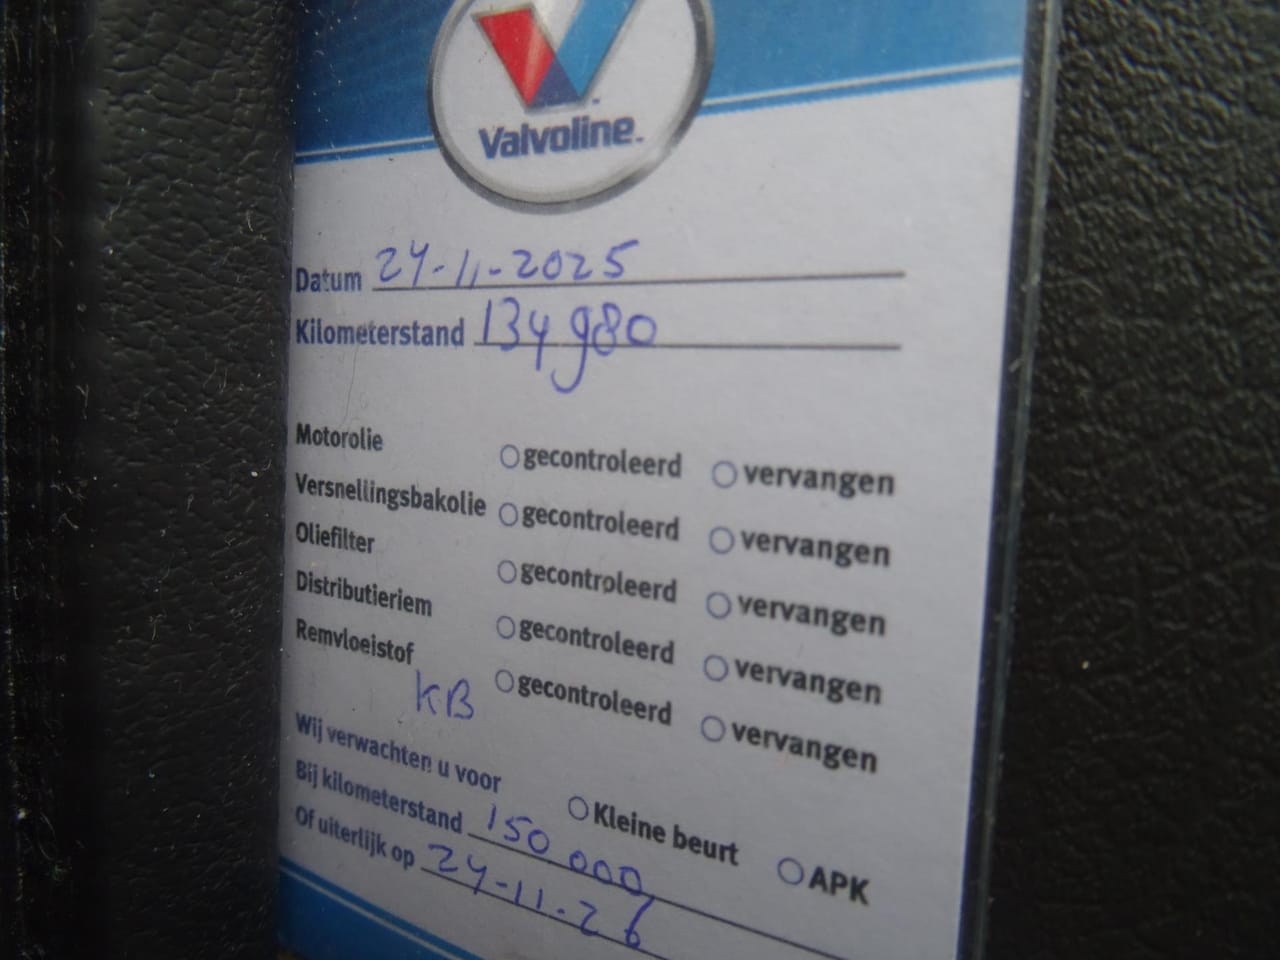 Valvoline.
Datum 24-11-2025
Kilometerstand 134980
Motorolie gecontroleerd vervangen
Versnellingsbakolie gecontroleerd vervangen
Oliefilter gecontroleerd vervangen
Distributieriem gecontroleerd vervangen
Remvloeistof gecontroleerd vervangen
KB
Wij verwachten u voor Kleine beurt APK
Bij kilometerstand 150 000
Of uiterlijk op 24-11-26